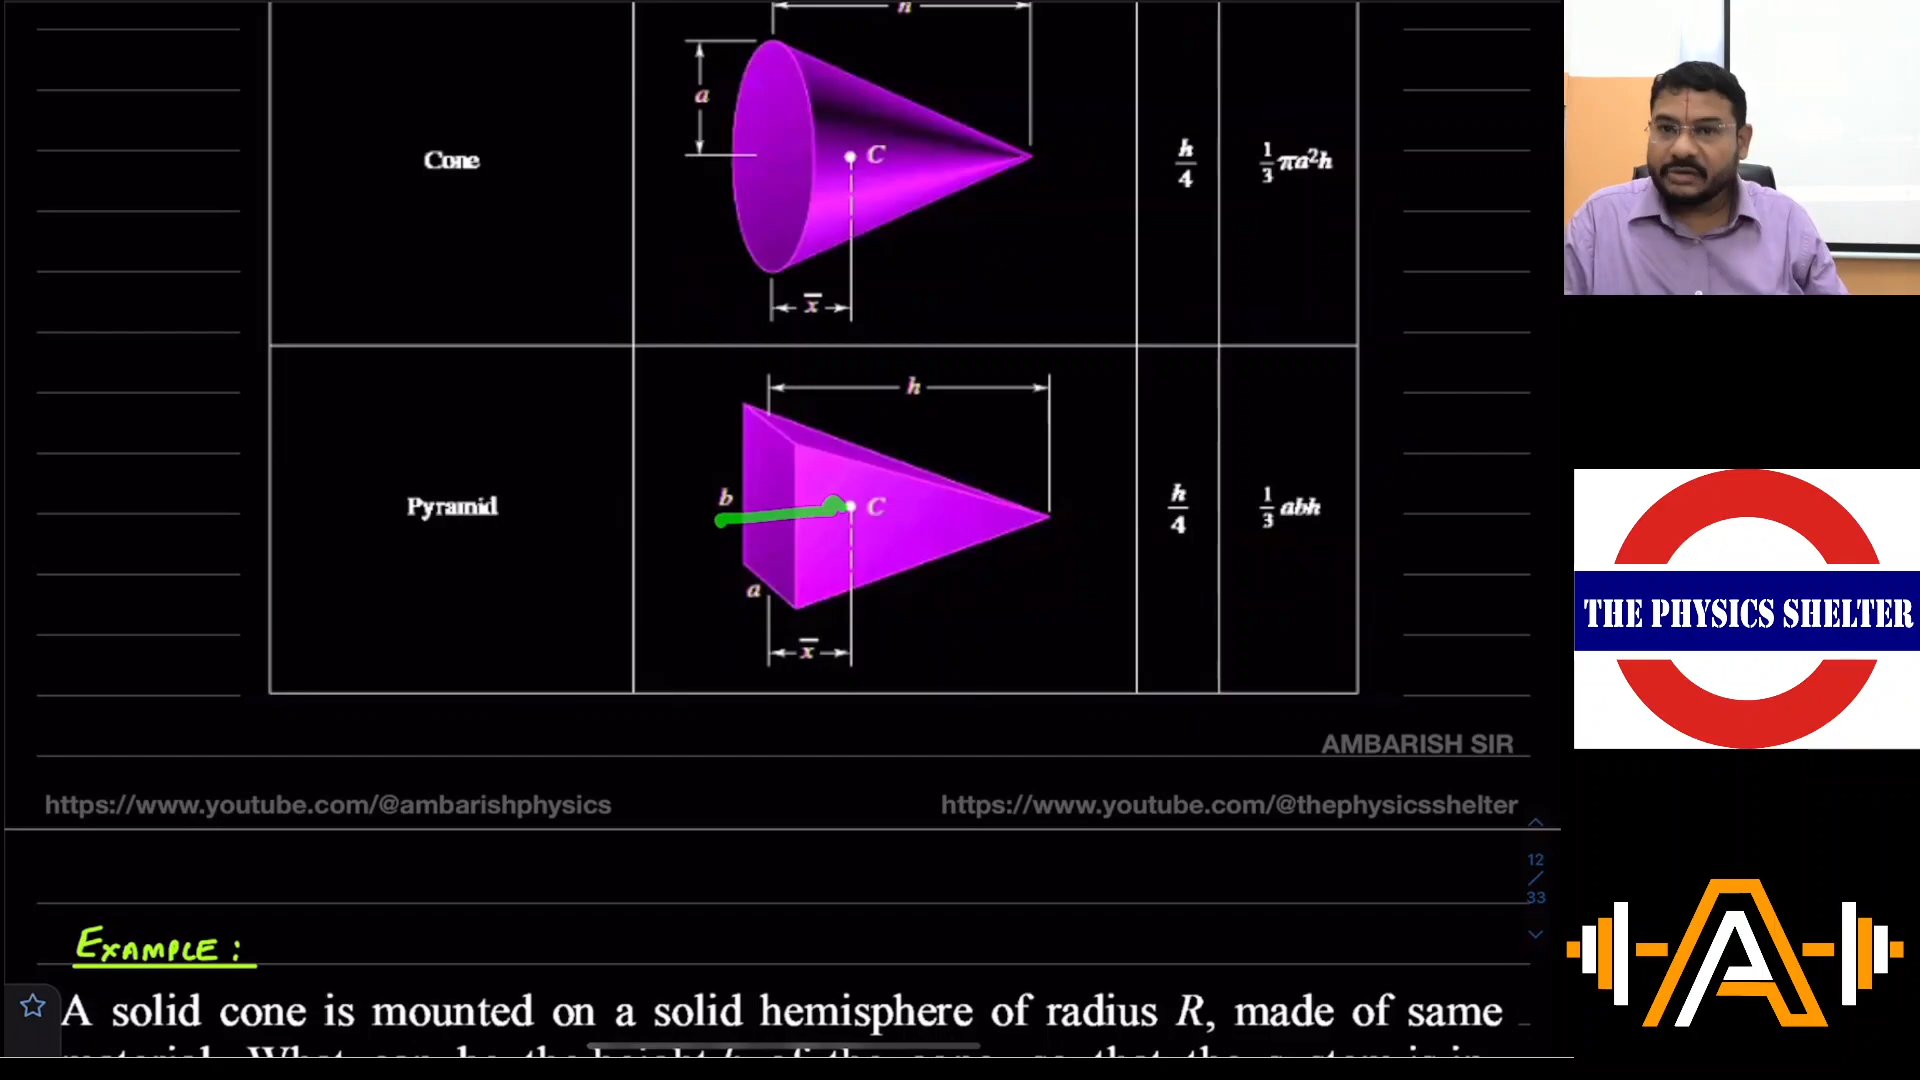 h
a
C
x̄
Cone
h/4
1/3 πa²h
h
b
C
a
x̄
Pyramid
h/4
1/3 abh
THE PHYSICS SHELTER
AMBARISH SIR
https://www.youtube.com/@ambarishphysics
https://www.youtube.com/@thephysicsshelter
12
/
33
EXAMPLE:
A solid cone is mounted on a solid hemisphere of radius R, made of same